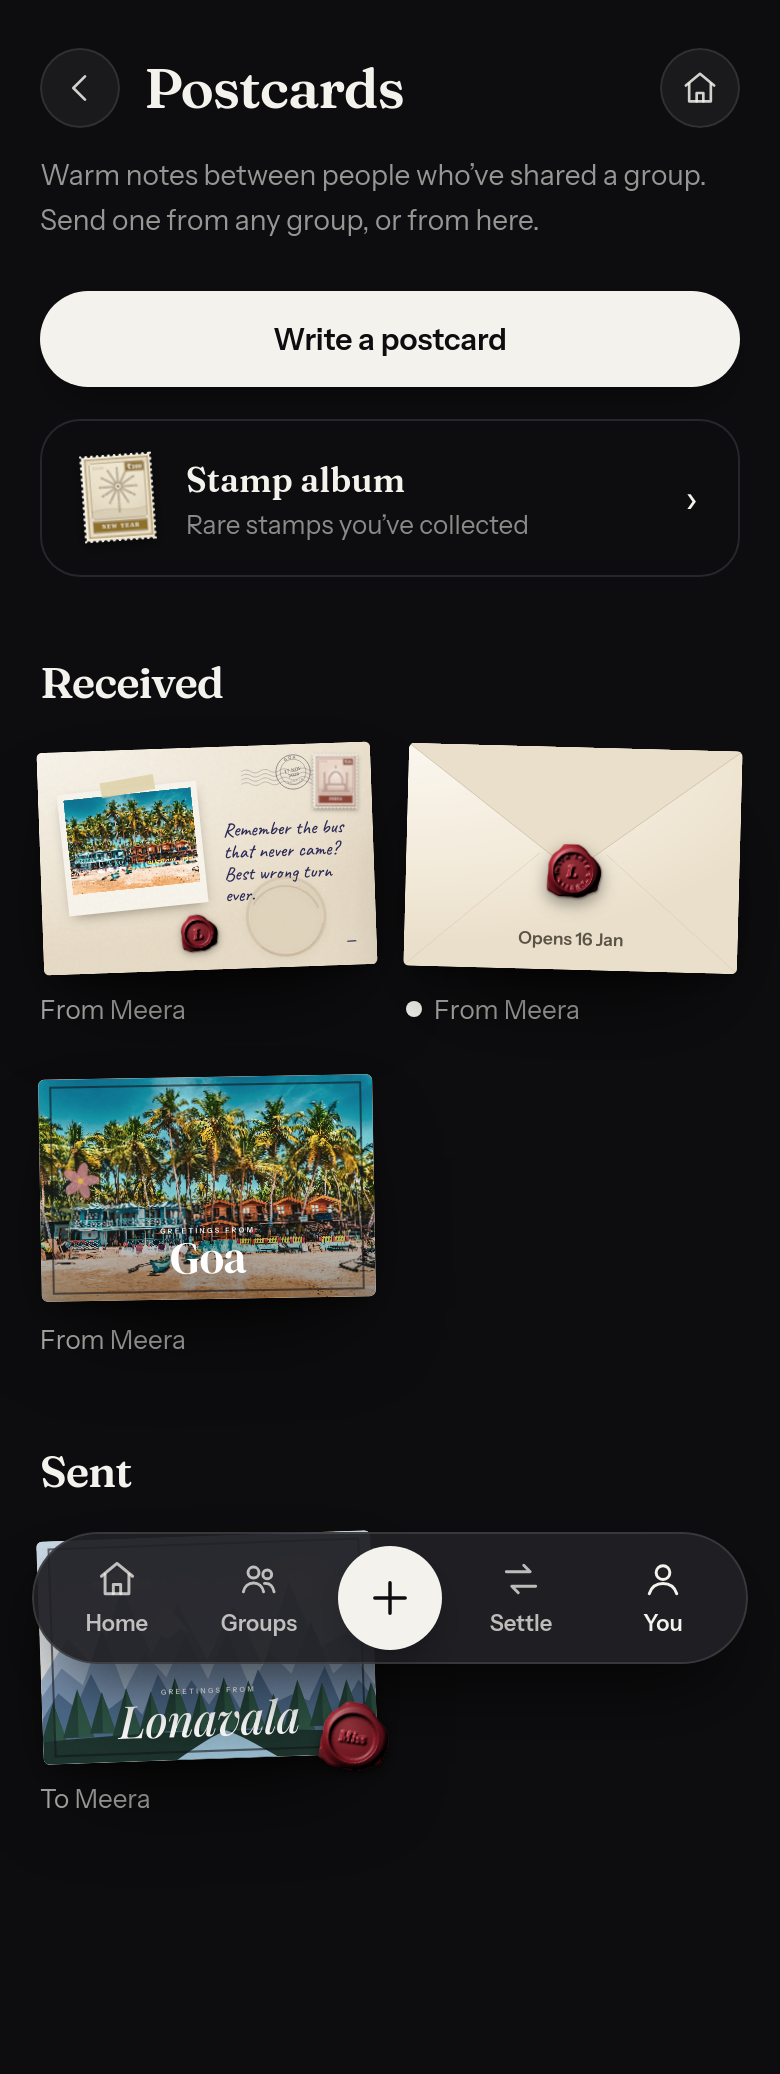 Postcards
Warm notes between people who’ve shared a group.
Send one from any group, or from here.
Write a postcard
NEW YEAR
Stamp album
Rare stamps you’ve collected
Received
Remember the bus
that never came?
Best wrong turn
ever.
—
L
L
Opens 16 Jan
From Meera
From Meera
GREETINGS FROM
Goa
From Meera
Sent
Home
Groups
Settle
You
GREETINGS FROM
Lonavala
Miss
To Meera